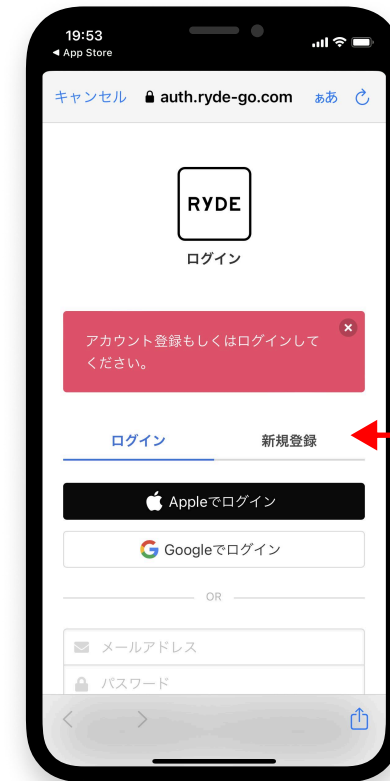 19:53
◀ App Store
キャンセル auth.ryde-go.com ぁあ
RYDE
ログイン
アカウント登録もしくはログインして
ください。
ログイン 新規登録
Appleでログイン
Googleでログイン
OR
メールアドレス
パスワード